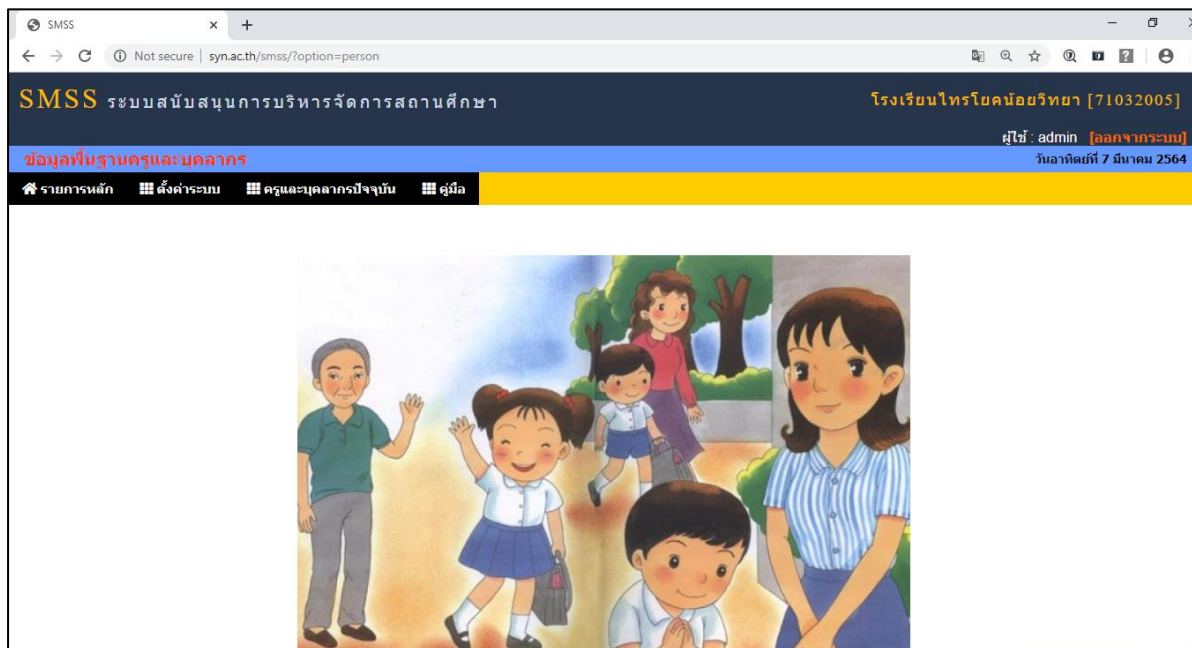 SMSS
Not secure | syn.ac.th/smss/?option=person
SMSS ระบบสนับสนุนการบริหารจัดการสถานศึกษา
โรงเรียนไทรโยคน้อยวิทยา [71032005]
ผู้ใช้ : admin [ออกจากระบบ]
ข้อมูลพื้นฐานครูและบุคลากร
วันอาทิตย์ที่ 7 มีนาคม 2564
รายการหลัก ตั้งค่าระบบ ครูและบุคลากรปัจจุบัน คู่มือ